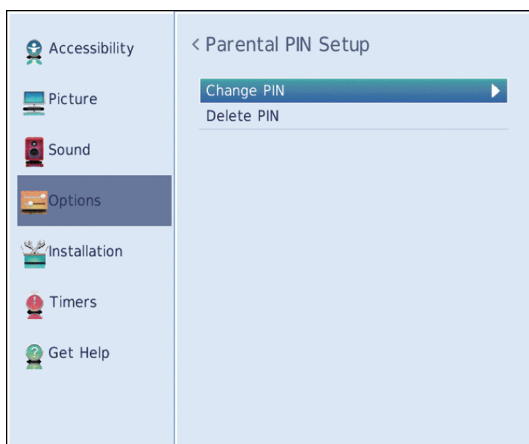 Accessibility
Picture
Sound
Options
Installation
Timers
Get Help
< Parental PIN Setup
Change PIN
Delete PIN